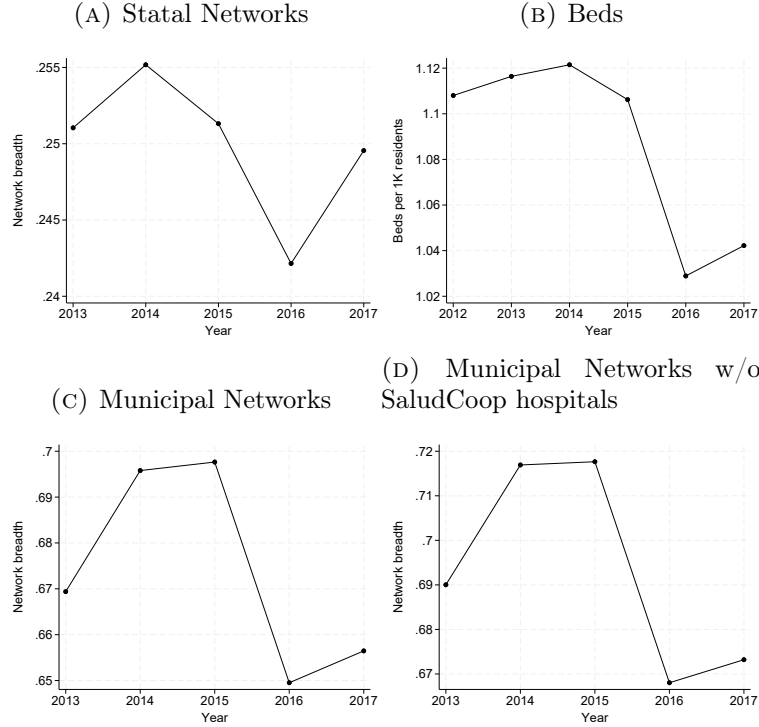 (A) Statal Networks
.255
.25
.245
.24
Network breadth
2013 2014 2015 2016 2017
Year
(B) Beds
1.12
1.1
1.08
1.06
1.04
1.02
Beds per 1K residents
2012 2013 2014 2015 2016 2017
Year
(C) Municipal Networks
.7
.69
.68
.67
.66
.65
Network breadth
2013 2014 2015 2016 2017
Year
(D) Municipal Networks w/o
SaludCoop hospitals
.72
.71
.7
.69
.68
.67
Network breadth
2013 2014 2015 2016 2017
Year